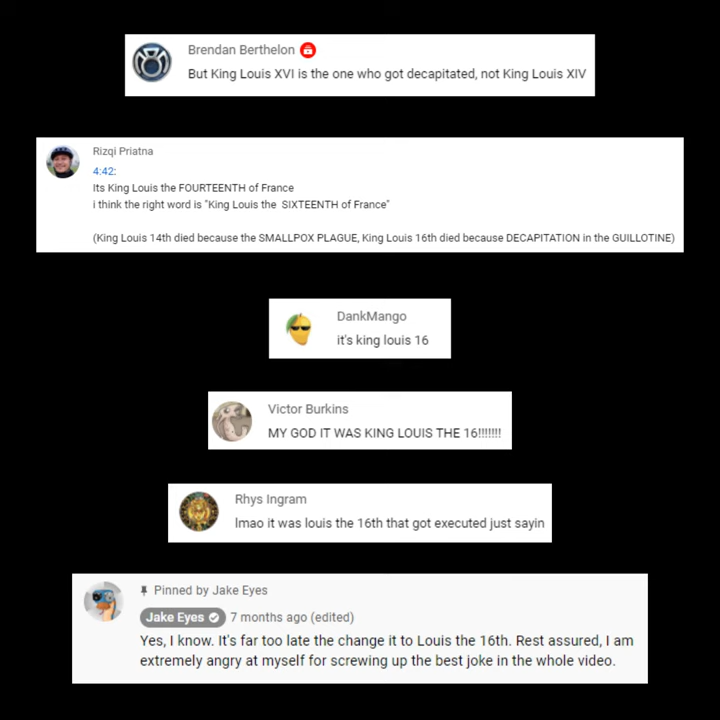 Brendan Berthelon
But King Louis XVI is the one who got decapitated, not King Louis XIV
Rizqi Priatna
4:42:
Its King Louis the FOURTEENTH of France
i think the right word is "King Louis the  SIXTEENTH of France"
(King Louis 14th died because the SMALLPOX PLAGUE, King Louis 16th died because DECAPITATION in the GUILLOTINE)
DankMango
it's king louis 16
Victor Burkins
MY GOD IT WAS KING LOUIS THE 16!!!!!!!
Rhys Ingram
lmao it was louis the 16th that got executed just sayin
Pinned by Jake Eyes
Jake Eyes 7 months ago (edited)
Yes, I know. It's far too late the change it to Louis the 16th. Rest assured, I am
extremely angry at myself for screwing up the best joke in the whole video.